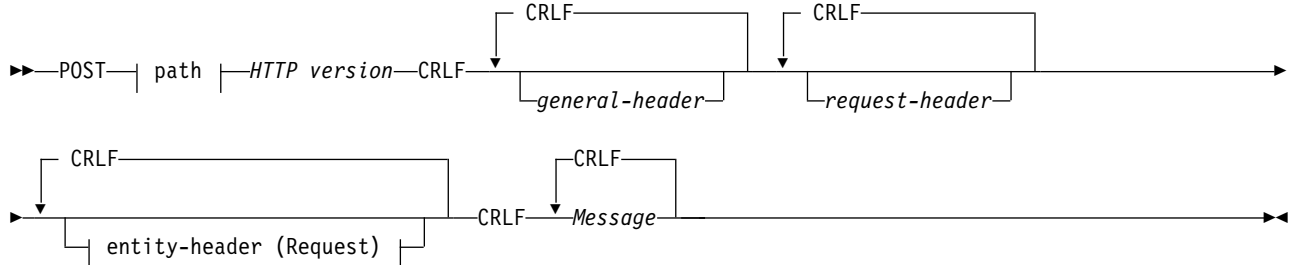 CRLF CRLF
POST path HTTP version CRLF
general-header request-header
CRLF CRLF
CRLF Message
entity-header (Request)